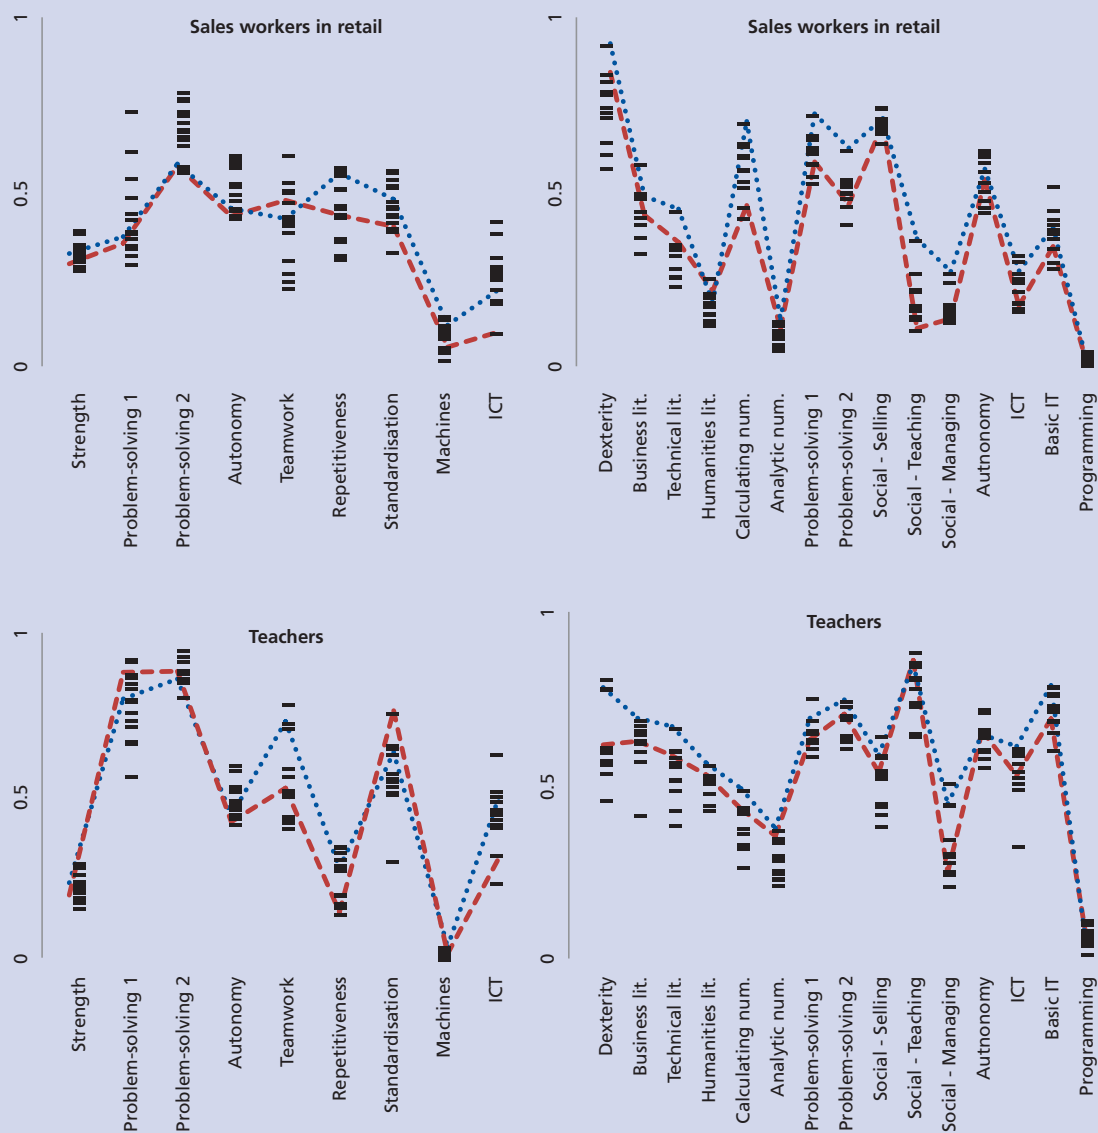 Sales workers in retail
1
0.5
0
Strength
Problem-solving 1
Problem-solving 2
Autonomy
Teamwork
Repetitiveness
Standardisation
Machines
ICT
Sales workers in retail
1
0.5
0
Dexterity
Business lit.
Technical lit.
Humanities lit.
Calculating num.
Analytic num.
Problem-solving 1
Problem-solving 2
Social - Selling
Social - Teaching
Social - Managing
Autnonomy
ICT
Basic IT
Programming
Teachers
1
0.5
0
Strength
Problem-solving 1
Problem-solving 2
Autonomy
Teamwork
Repetitiveness
Standardisation
Machines
ICT
Teachers
1
0.5
0
Dexterity
Business lit.
Technical lit.
Humanities lit.
Calculating num.
Analytic num.
Problem-solving 1
Problem-solving 2
Social - Selling
Social - Teaching
Social - Managing
Autnonomy
ICT
Basic IT
Programming